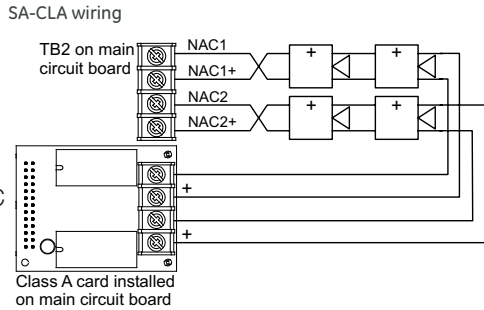 SA-CLA wiring
TB2 on main
circuit board
NAC1
NAC1+
NAC2
NAC2+
+ +
+ +
+
+
Class A card installed
on main circuit board